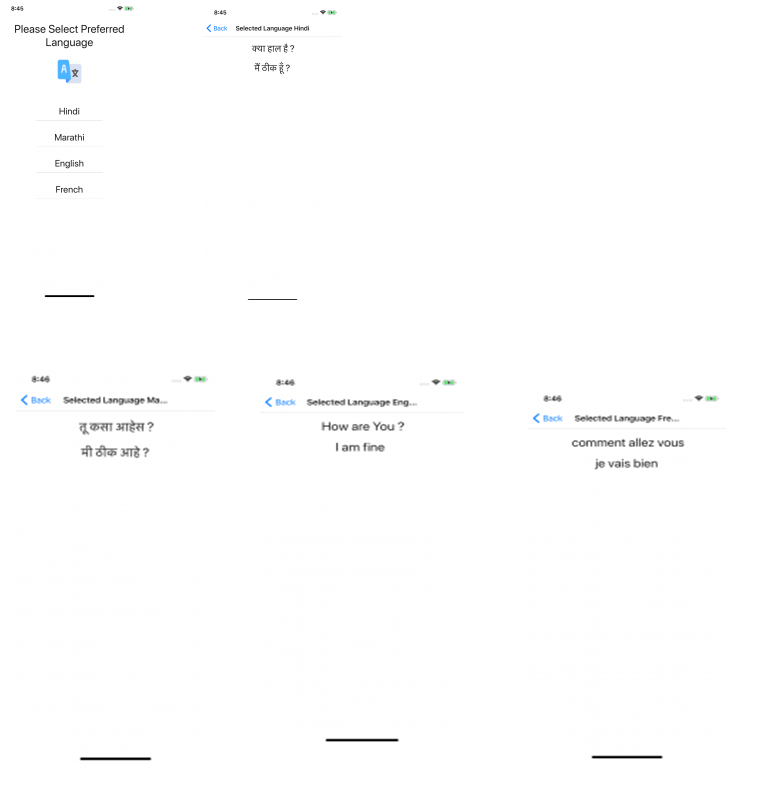 8:45
Please Select Preferred
Language
A
Hindi
Marathi
English
French
8:45
Back Selected Language Hindi
क्या हाल है ?
मैं ठीक हूँ ?
8:46
Back Selected Language Ma...
तू कसा आहेस ?
मी ठीक आहे ?
8:46
Back Selected Language Eng...
How are You ?
I am fine
8:46
Back Selected Language Fre...
comment allez vous
je vais bien